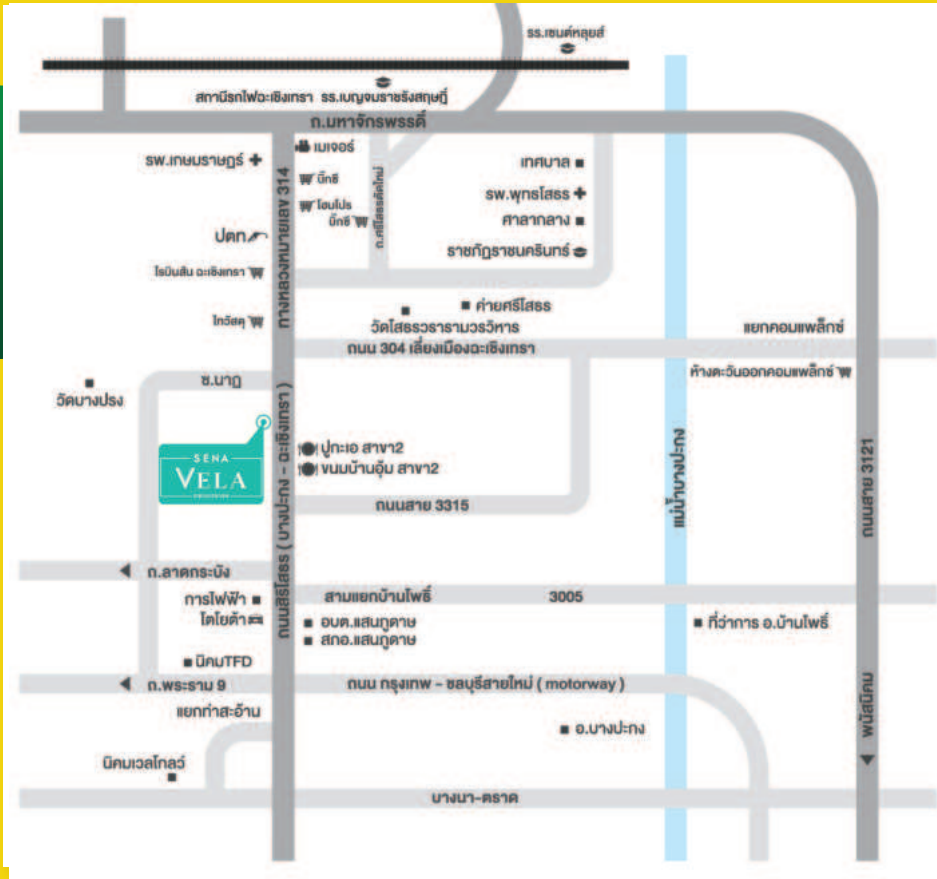 รร.เซนต์หลุยส์
สถานีรถไฟฉะเชิงเทรา รร.เบญจมราชรังสฤษฎิ์
ถ.มหาจักรพรรดิ์
เมเจอร์
รพ.เกษมราษฎร์
ทางหลวงหมายเลข 314
บิ๊กซี
ถ.ศรีโสธรตัดใหม่
เทศบาล
รพ.พุทธโสธร
โฮมโปร
บิ๊กซี
ศาลากลาง
ปตท
ราชภัฏราชนครินทร์
โรบินสัน ฉะเชิงเทรา
ค่ายศรีโสธร
ไทวัสดุ
วัดโสธรวรารามวรวิหาร
แยกคอมแพล็กซ์
ถนน 304 เลี่ยงเมืองฉะเชิงเทรา
ห้างตะวันออกคอมแพล็กซ์
ซ.นาฏ
วัดบางปรง
ถนนสิริโสธร ( บางปะกง - ฉะเชิงเทรา )
SENA
VELA
ปูกะเอ สาขา2
ขนมบ้านอุ้ม สาขา2
แม่น้ำบางปะกง
ถนนสาย 3121
ถนนสาย 3315
ถ.ลาดกระบัง
สามแยกบ้านโพธิ์
3005
การไฟฟ้า
โตโยต้า
อบต.แสนภูดาษ
สภอ.แสนภูดาษ
ที่ว่าการ อ.บ้านโพธิ์
นิคมTFD
ถ.พระราม 9
ถนน กรุงเทพ - ชลบุรีสายใหม่ ( motorway )
พนัสนิคม
แยกท่าสะอ้าน
อ.บางปะกง
นิคมเวลโกลว์
บางนา-ตราด